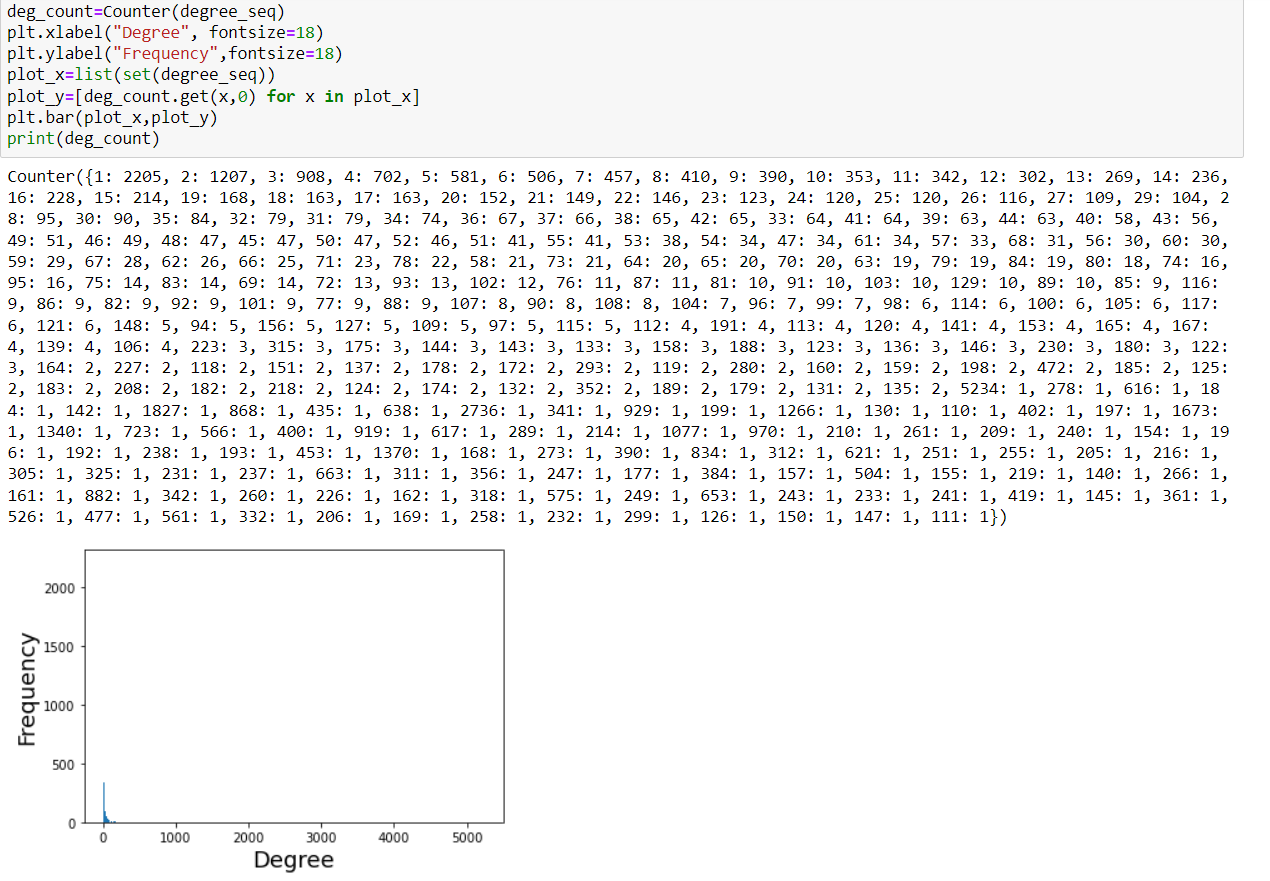 deg_count=Counter(degree_seq)
plt.xlabel("Degree", fontsize=18)
plt.ylabel("Frequency",fontsize=18)
plot_x=list(set(degree_seq))
plot_y=[deg_count.get(x,0) for x in plot_x]
plt.bar(plot_x,plot_y)
print(deg_count)
Counter({1: 2205, 2: 1207, 3: 908, 4: 702, 5: 581, 6: 506, 7: 457, 8: 410, 9: 390, 10: 353, 11: 342, 12: 302, 13: 269, 14: 236,
16: 228, 15: 214, 19: 168, 18: 163, 17: 163, 20: 152, 21: 149, 22: 146, 23: 123, 24: 120, 25: 120, 26: 116, 27: 109, 29: 104, 2
8: 95, 30: 90, 35: 84, 32: 79, 31: 79, 34: 74, 36: 67, 37: 66, 38: 65, 42: 65, 33: 64, 41: 64, 39: 63, 44: 63, 40: 58, 43: 56,
49: 51, 46: 49, 48: 47, 45: 47, 50: 47, 52: 46, 51: 41, 55: 41, 53: 38, 54: 34, 47: 34, 61: 34, 57: 33, 68: 31, 56: 30, 60: 30,
59: 29, 67: 28, 62: 26, 66: 25, 71: 23, 78: 22, 58: 21, 73: 21, 64: 20, 65: 20, 70: 20, 63: 19, 79: 19, 84: 19, 80: 18, 74: 16,
95: 16, 75: 14, 83: 14, 69: 14, 72: 13, 93: 13, 102: 12, 76: 11, 87: 11, 81: 10, 91: 10, 103: 10, 129: 10, 89: 10, 85: 9, 116:
9, 86: 9, 82: 9, 92: 9, 101: 9, 77: 9, 88: 9, 107: 8, 90: 8, 108: 8, 104: 7, 96: 7, 99: 7, 98: 6, 114: 6, 100: 6, 105: 6, 117:
6, 121: 6, 148: 5, 94: 5, 156: 5, 127: 5, 109: 5, 97: 5, 115: 5, 112: 4, 191: 4, 113: 4, 120: 4, 141: 4, 153: 4, 165: 4, 167:
4, 139: 4, 106: 4, 223: 3, 315: 3, 175: 3, 144: 3, 143: 3, 133: 3, 158: 3, 188: 3, 123: 3, 136: 3, 146: 3, 230: 3, 180: 3, 122:
3, 164: 2, 227: 2, 118: 2, 151: 2, 137: 2, 178: 2, 172: 2, 293: 2, 119: 2, 280: 2, 160: 2, 159: 2, 198: 2, 472: 2, 185: 2, 125:
2, 183: 2, 208: 2, 182: 2, 218: 2, 124: 2, 174: 2, 132: 2, 352: 2, 189: 2, 179: 2, 131: 2, 135: 2, 5234: 1, 278: 1, 616: 1, 18
4: 1, 142: 1, 1827: 1, 868: 1, 435: 1, 638: 1, 2736: 1, 341: 1, 929: 1, 199: 1, 1266: 1, 130: 1, 110: 1, 402: 1, 197: 1, 1673:
1, 1340: 1, 723: 1, 566: 1, 400: 1, 919: 1, 617: 1, 289: 1, 214: 1, 1077: 1, 970: 1, 210: 1, 261: 1, 209: 1, 240: 1, 154: 1, 19
6: 1, 192: 1, 238: 1, 193: 1, 453: 1, 1370: 1, 168: 1, 273: 1, 390: 1, 834: 1, 312: 1, 621: 1, 251: 1, 255: 1, 205: 1, 216: 1,
305: 1, 325: 1, 231: 1, 237: 1, 663: 1, 311: 1, 356: 1, 247: 1, 177: 1, 384: 1, 157: 1, 504: 1, 155: 1, 219: 1, 140: 1, 266: 1,
161: 1, 882: 1, 342: 1, 260: 1, 226: 1, 162: 1, 318: 1, 575: 1, 249: 1, 653: 1, 243: 1, 233: 1, 241: 1, 419: 1, 145: 1, 361: 1,
526: 1, 477: 1, 561: 1, 332: 1, 206: 1, 169: 1, 258: 1, 232: 1, 299: 1, 126: 1, 150: 1, 147: 1, 111: 1})
2000
1500
1000
500
0
Frequency
0 1000 2000 3000 4000 5000
Degree